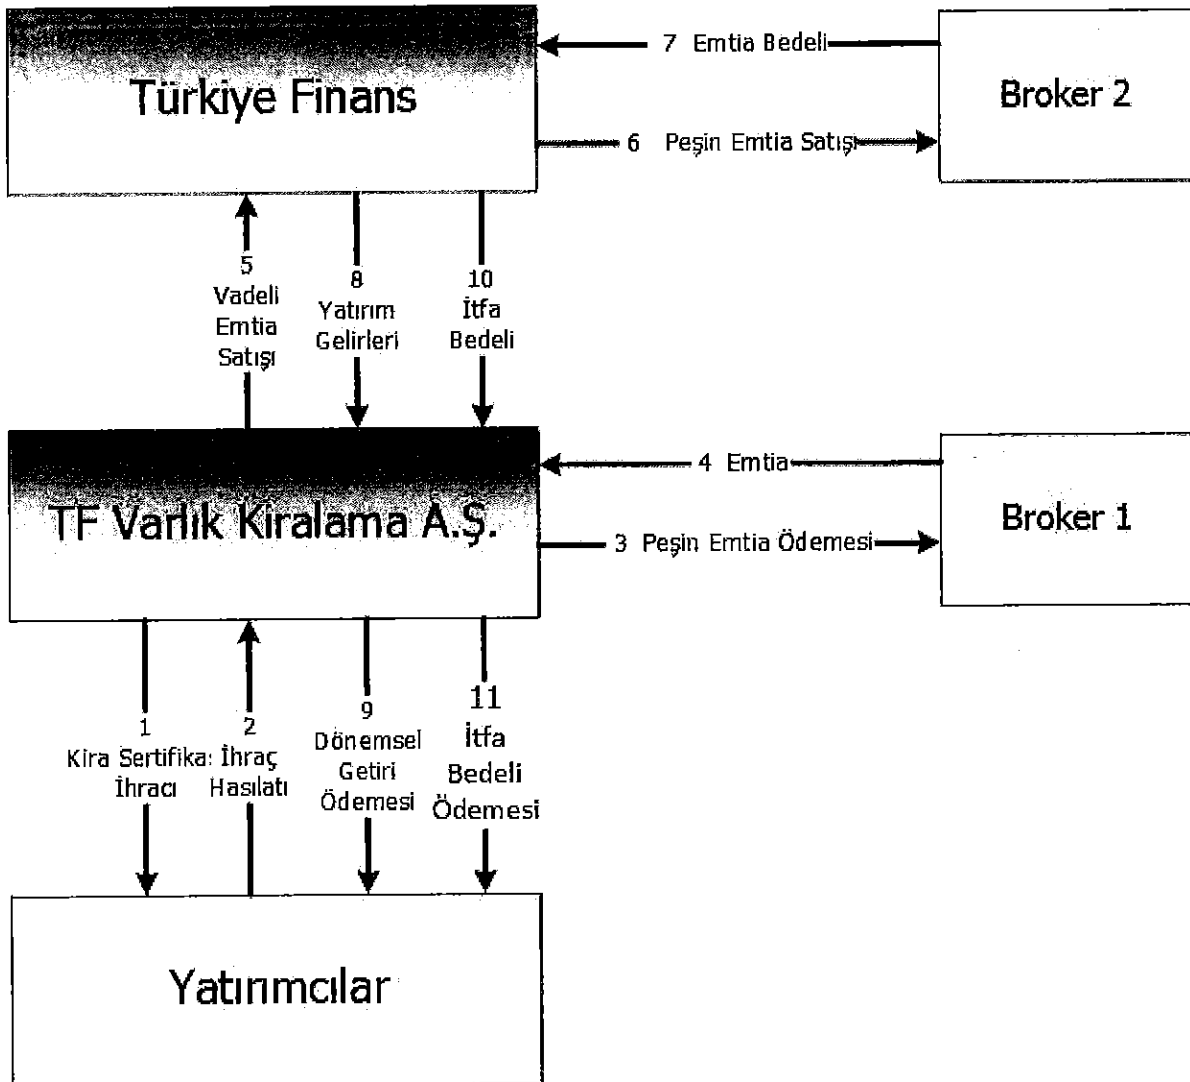 7 Emtia Bedeli
Türkiye Finans
Broker 2
6 Peşin Emtia Satışı
5
Vadeli
Emtia
Satışı
8
Yatırım
Gelirleri
10
İtfa
Bedeli
4 Emtia
TF Varlık Kiralama A.Ş.
Broker 1
3 Peşin Emtia Ödemesi
1
Kira Sertifikas
İhracı
2
İhraç
Hasılatı
9
Dönemsel
Getiri
Ödemesi
11
İtfa
Bedeli
Ödemesi
Yatırımcılar